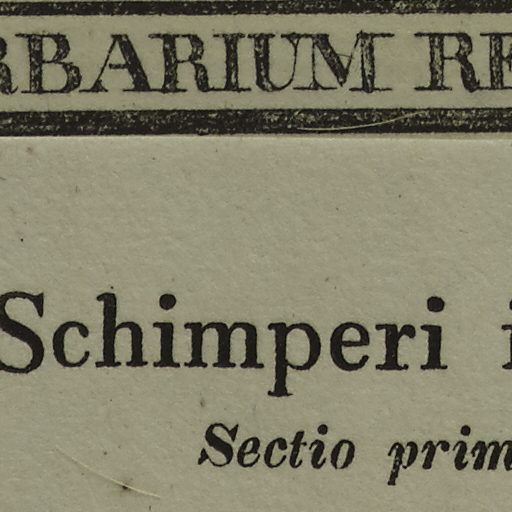 RBARIUM RE
Schimperi i
Sectio prim